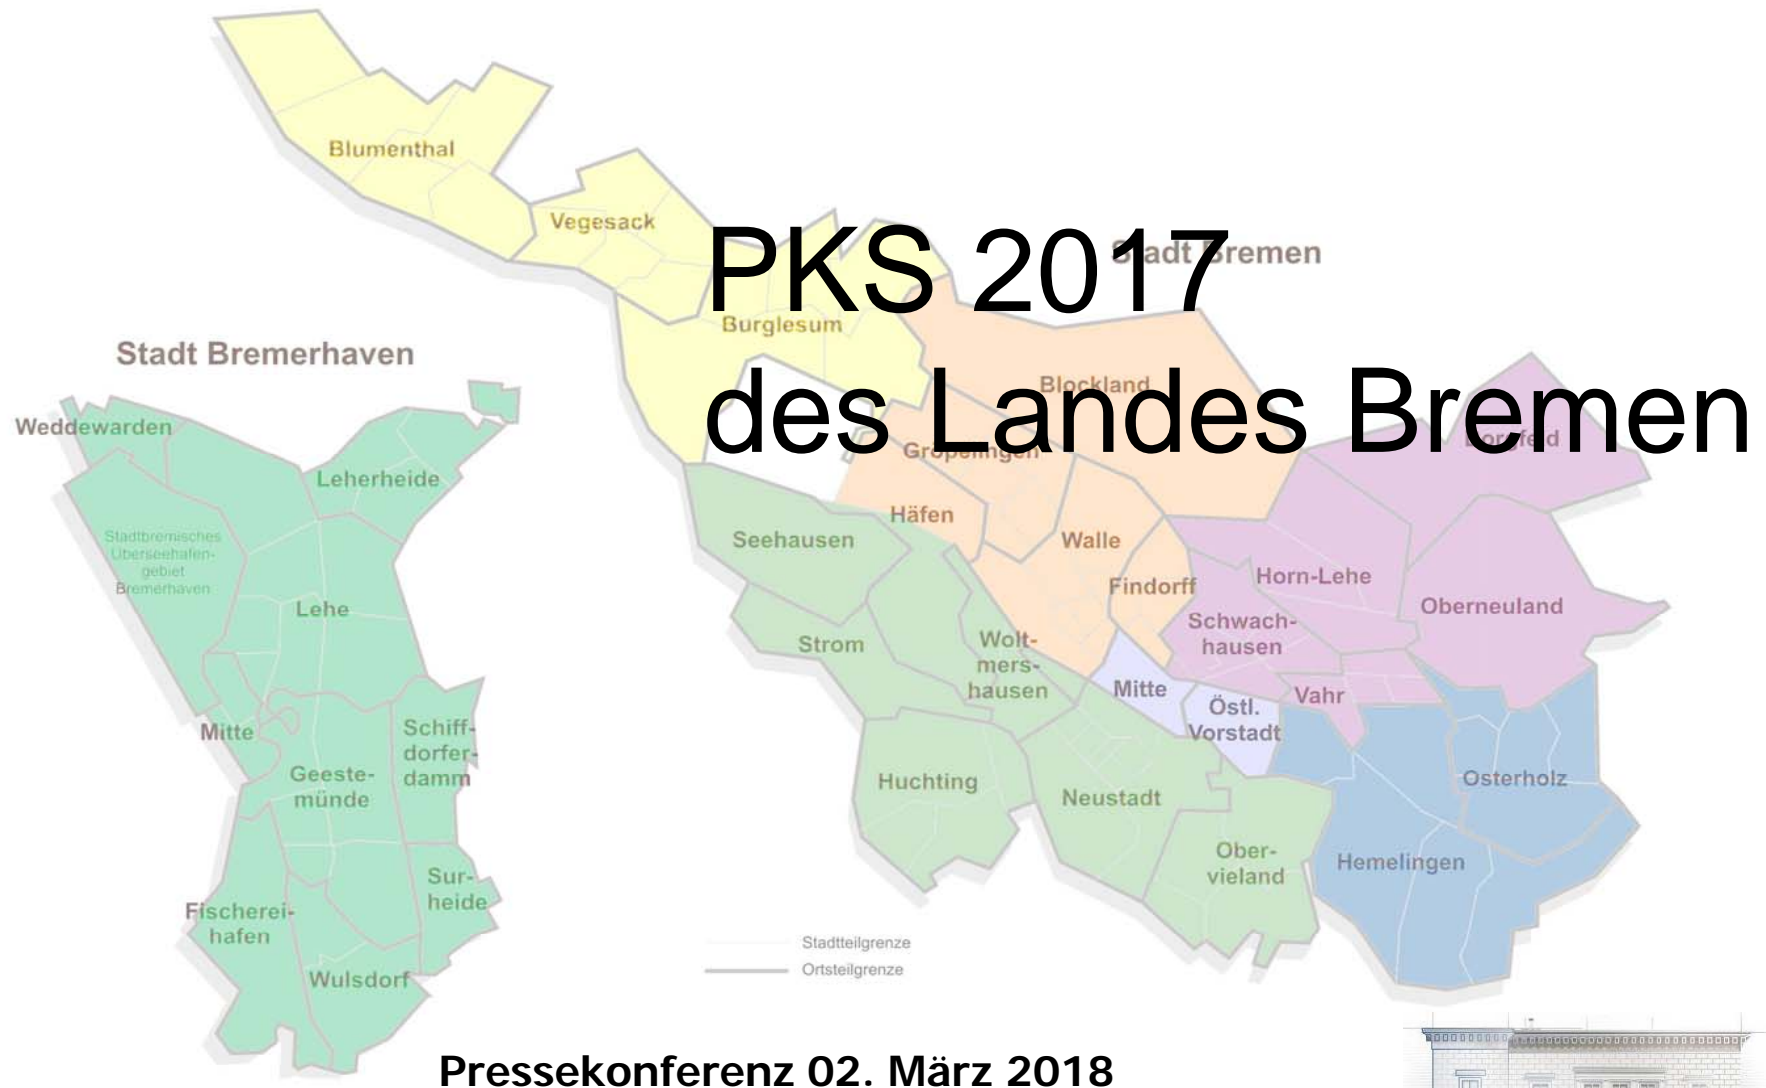 PKS 2017
des Landes Bremen
Stadt Bremen
Stadt Bremerhaven
Blumenthal
Vegesack
Burglesum
Blockland
Borgfeld
Gröpelingen
Häfen
Walle
Findorff
Horn-Lehe
Oberneuland
Schwach-
hausen
Vahr
Seehausen
Strom
Wolt-
mers-
hausen
Mitte
Östl.
Vorstadt
Huchting
Neustadt
Ober-
vieland
Osterholz
Hemelingen
Weddewarden
Leherheide
Stadtbremisches
Überseehafen-
gebiet
Bremerhaven
Lehe
Mitte
Geeste-
münde
Schiff-
dorfer-
damm
Sur-
heide
Fischerei-
hafen
Wulsdorf
Stadtteilgrenze
Ortsteilgrenze
Pressekonferenz 02. März 2018